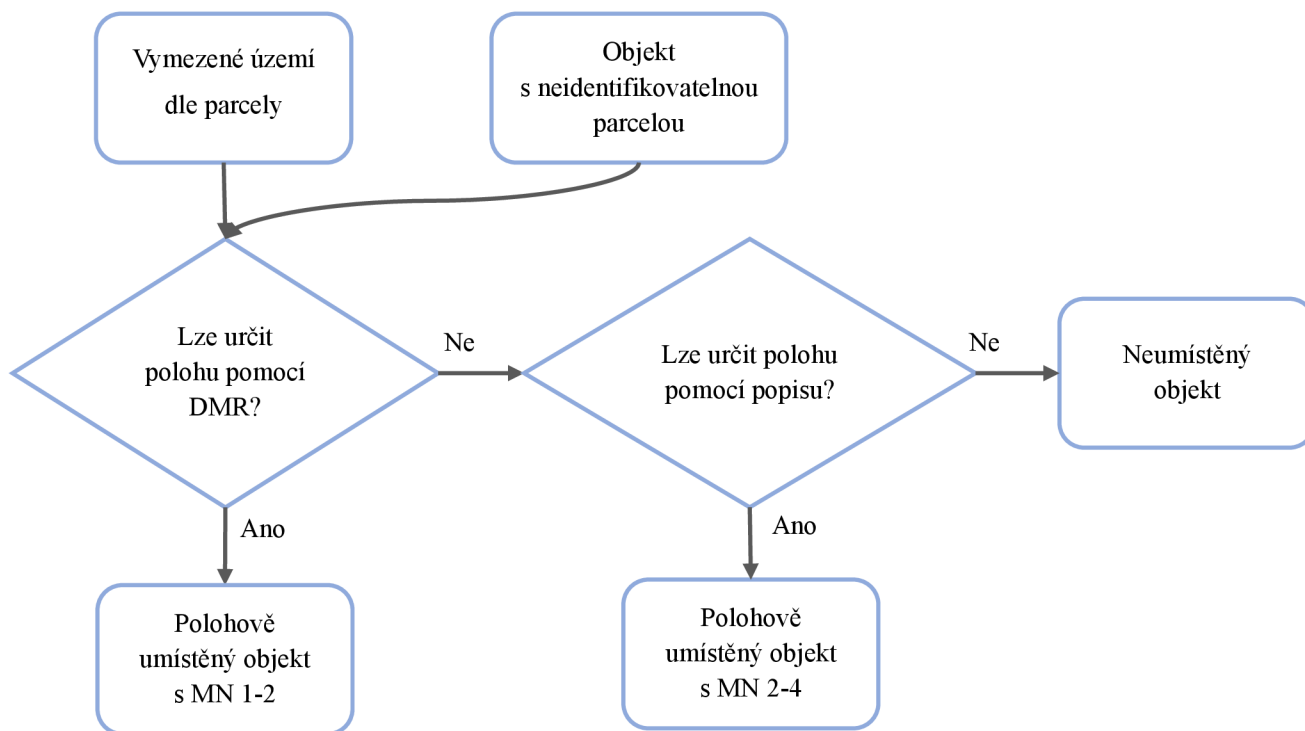 Vymezené území
dle parcely
Objekt
s neidentifikovatelnou
parcelou
Lze určit
polohu pomocí
DMR?
Ne
Lze určit polohu
pomocí popisu?
Ne
Neumístěný
objekt
Ano
Ano
Polohově
umístěný objekt
s MN 1-2
Polohově
umístěný objekt
s MN 2-4